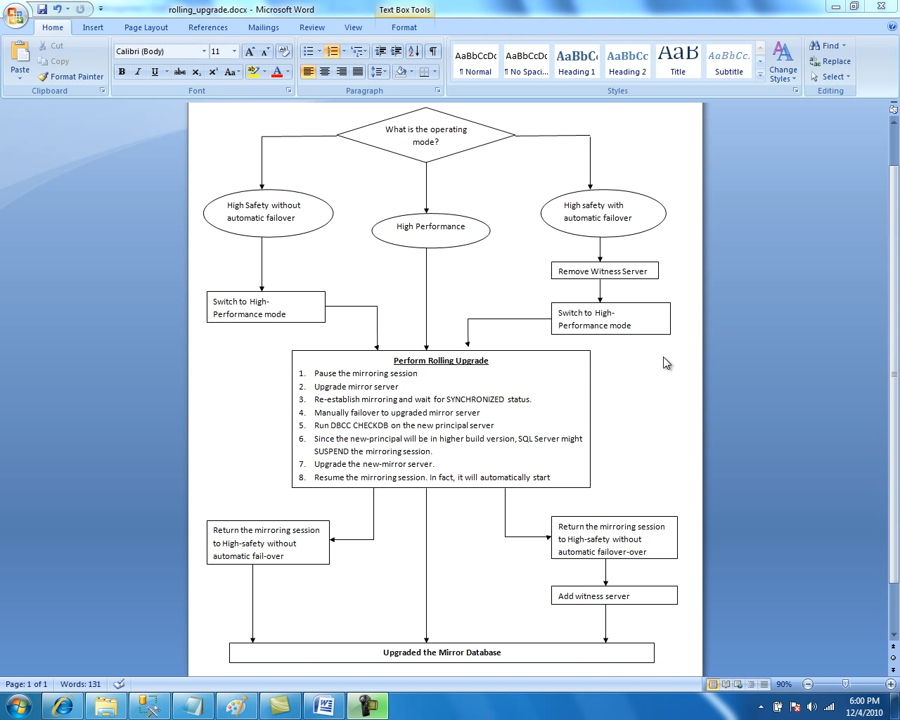 rolling_upgrade.docx - Microsoft Word
Text Box Tools
Home
Insert
Page Layout
References
Mailings
Review
View
Format
Paste
Cut
Copy
Format Painter
Clipboard
Calibri (Body)
11
Font
Paragraph
AaBbCcDc
¶ Normal
AaBbCcDc
¶ No Spaci...
AaBbC
Heading 1
AaBbCc
Heading 2
AaB
Title
AaBbCc.
Subtitle
Change
Styles
Styles
Find
Replace
Select
Editing
What is the operating
mode?
High Safety without
automatic failover
High Performance
High safety with
automatic failover
Remove Witness Server
Switch to High-
Performance mode
Switch to High-
Performance mode
Perform Rolling Upgrade
1. Pause the mirroring session
2. Upgrade mirror server
3. Re-establish mirroring and wait for SYNCHRONIZED status.
4. Manually failover to upgraded mirror server
5. Run DBCC CHECKDB on the new principal server
6. Since the new-principal will be in higher build version, SQL Server might
SUSPEND the mirroring session.
7. Upgrade the new-mirror server.
8. Resume the mirroring session. In fact, it will automatically start
Return the mirroring session
to High-safety without
automatic fail-over
Return the mirroring session
to High-safety without
automatic failover-over
Add witness server
Upgraded the Mirror Database
Page: 1 of 1
Words: 131
90%
6:00 PM
12/4/2010